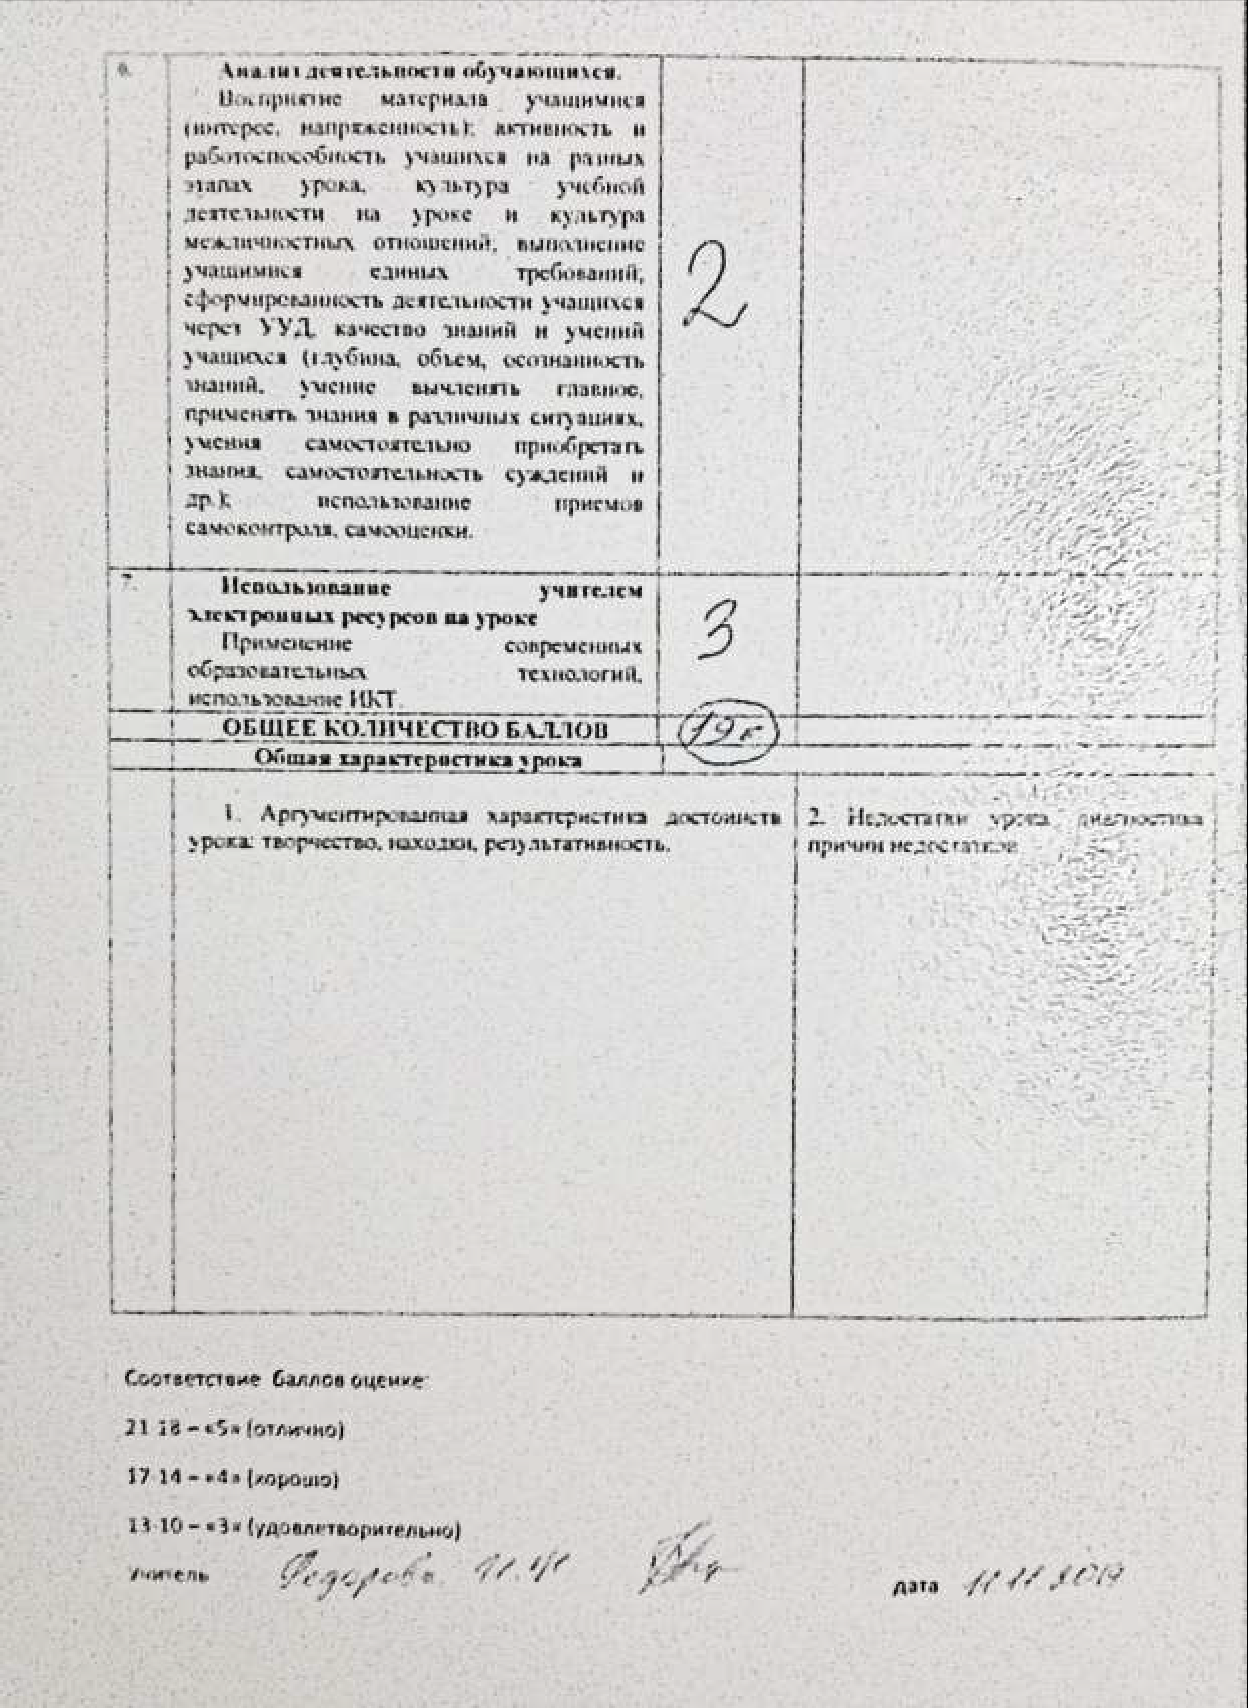 6.
Анализ деятельности обучающихся.
Восприятие материала учащимися
(интерес, напряженность); активность и
работоспособность учащихся на разных
этапах урока, культура учебной
деятельности на уроке и культура
межличностных отношений; выполнение
учащимися единых требований;
сформированность деятельности учащихся
через УУД, качество знаний и умений
учащихся (глубина, объем, осознанность
знаний, умение вычленять главное,
применять знания в различных ситуациях,
умения самостоятельно приобретать
знания, самостоятельность суждений и
др.); использование приемов
самоконтроля, самооценки.
2
7.
Использование учителем
электронных ресурсов на уроке
Применение современных
образовательных технологий,
использование ИКТ.
3
ОБЩЕЕ КОЛИЧЕСТВО БАЛЛОВ
19
Общая характеристика урока
1. Аргументированная характеристика достоинств
урока: творчество, находки, результативность.
2. Недостатки урока, диагностика
причин недостатков
Соответствие баллов оценке:
21-18 – «5» (отлично)
17-14 – «4» (хорошо)
13-10 – «3» (удовлетворительно)
Учитель Федорова
дата